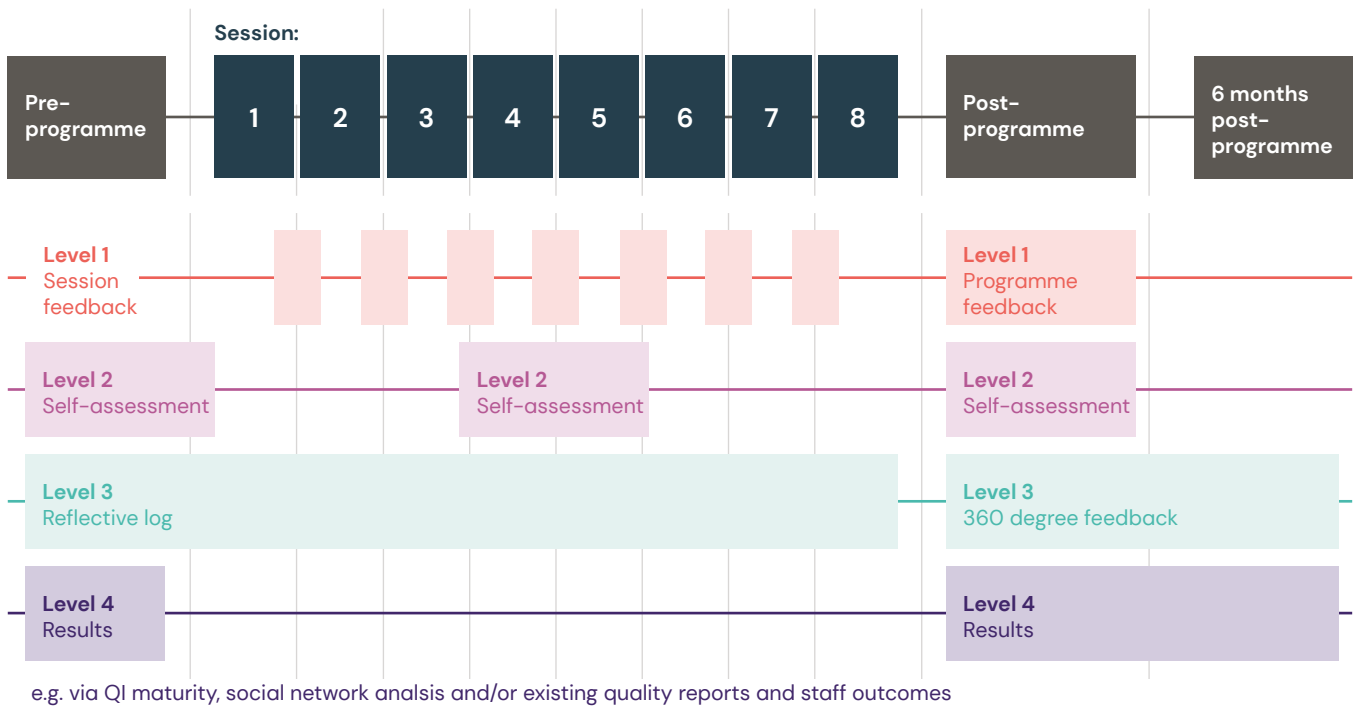 Session:
Pre-
programme
1
2
3
4
5
6
7
8
Post-
programme
6 months
post-
programme
Level 1
Session
feedback
Level 1
Programme
feedback
Level 2
Self-assessment
Level 2
Self-assessment
Level 2
Self-assessment
Level 3
Reflective log
Level 3
360 degree feedback
Level 4
Results
Level 4
Results
e.g. via QI maturity, social network analsis and/or existing quality reports and staff outcomes